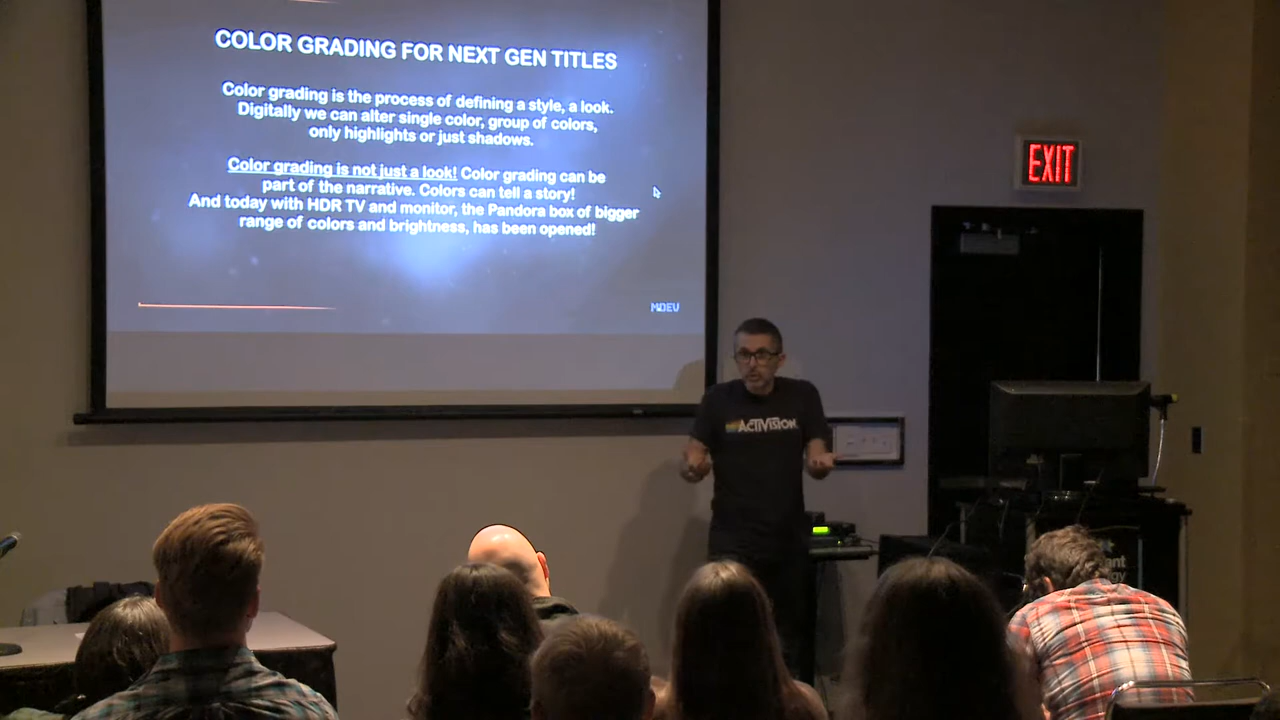 COLOR GRADING FOR NEXT GEN TITLES
Color grading is the process of defining a style, a look.
Digitally we can alter single color, group of colors,
only highlights or just shadows.
Color grading is not just a look! Color grading can be
part of the narrative. Colors can tell a story!
And today with HDR TV and monitor, the Pandora box of bigger
range of colors and brightness, has been opened!
MDEV
EXIT
ACTIVISION